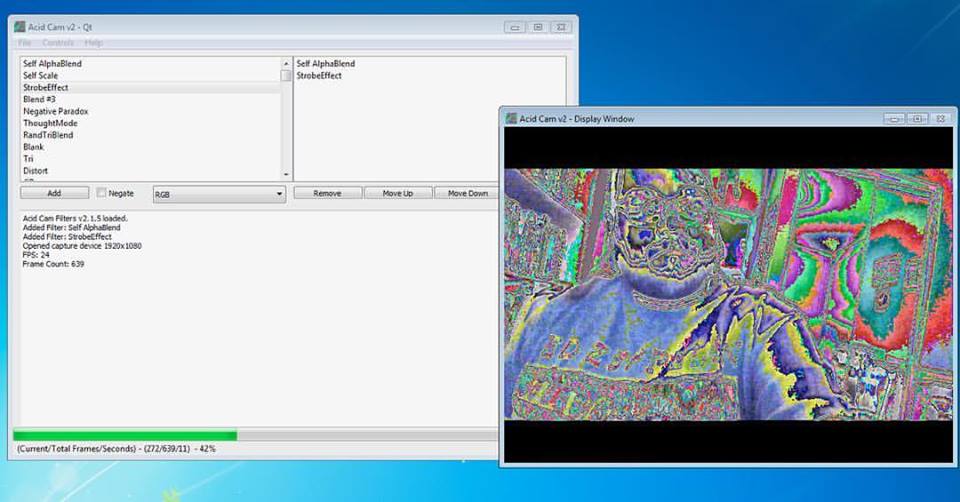 Acid Cam v2 - Qt
File Controls Help
Self AlphaBlend
Self Scale
StrobeEffect
Blend #3
Negative Paradox
ThoughtMode
RandTriBlend
Blank
Tri
Distort
Self AlphaBlend
StrobeEffect
Add Negate RGB Remove Move Up Move Down
Acid Cam Filters v2.1.5 loaded.
Added Filter: Self AlphaBlend
Added Filter: StrobeEffect
Opened capture device 1920x1080
FPS: 24
Frame Count: 639
(Current/Total Frames/Seconds) - (272/639/11) - 42%
Acid Cam v2 - Display Window